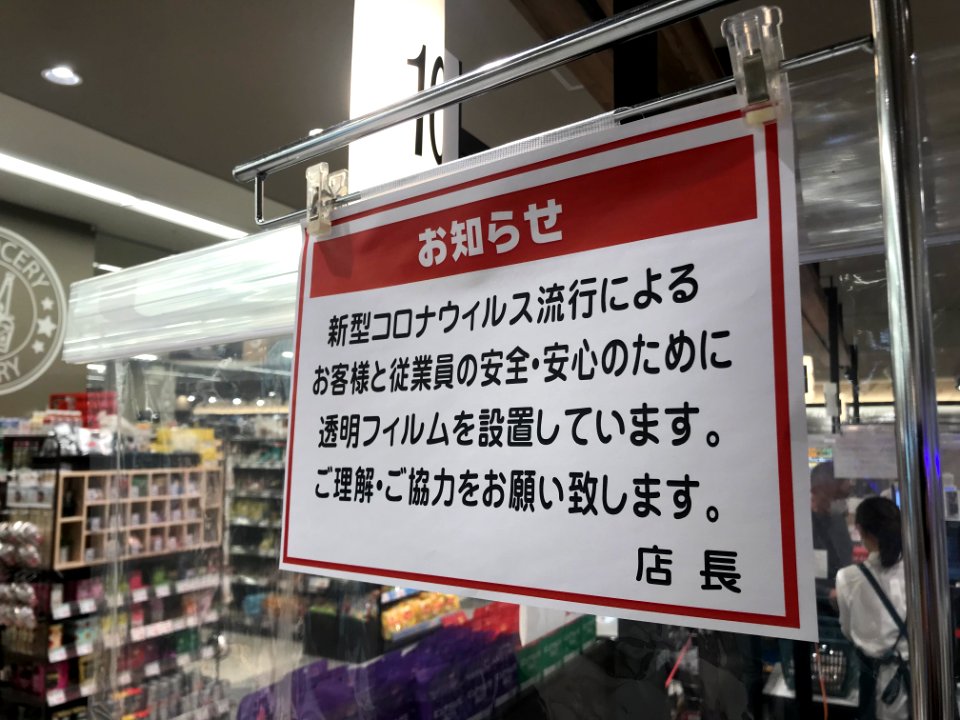 10
お知らせ
新型コロナウィルス流行による
お客様と従業員の安全・安心のために
透明フィルムを設置しています。
ご理解・ご協力をお願い致します。
店 長